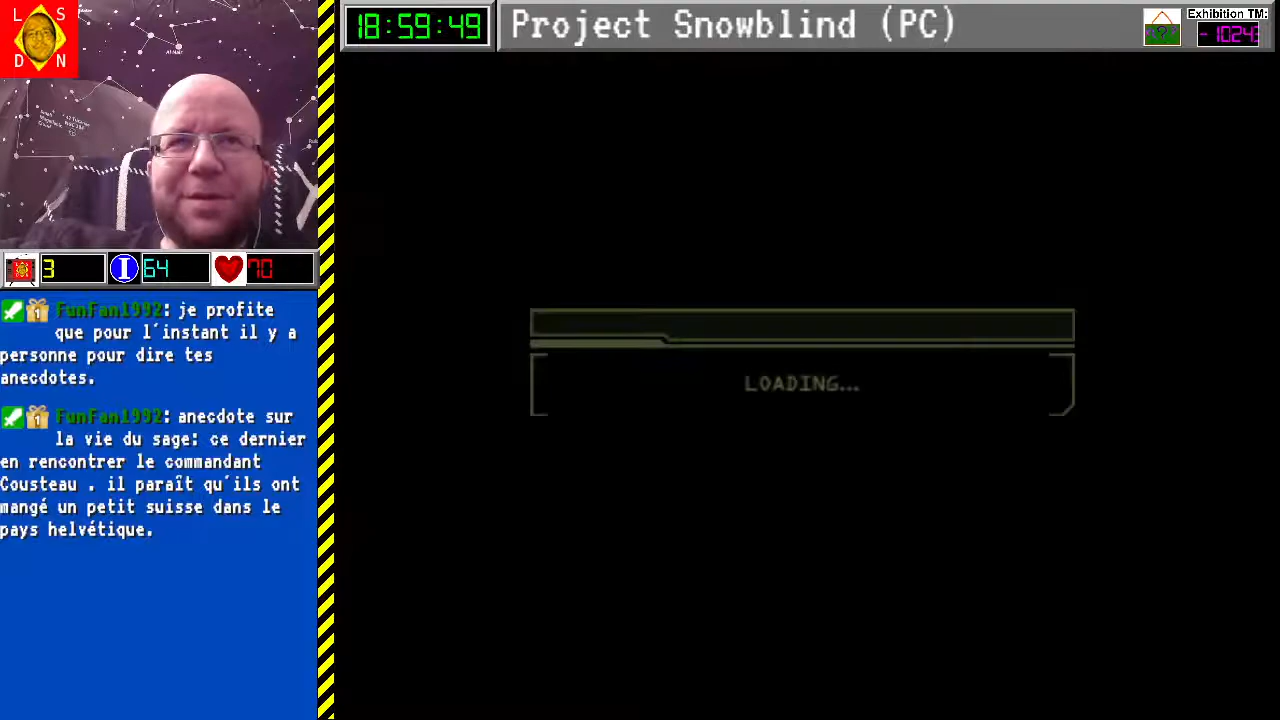 L S
D N
18:59:49
Project Snowblind (PC)
Exhibition TM:
3
64
70
FunFan1992: je profite
que pour l'instant il y a
personne pour dire tes
anecdotes.
FunFan1992: anecdote sur
la vie du sage: ce dernier
en rencontrer le commandant
Cousteau . il paraît qu'ils ont
mangé un petit suisse dans le
pays helvétique.
LOADING...